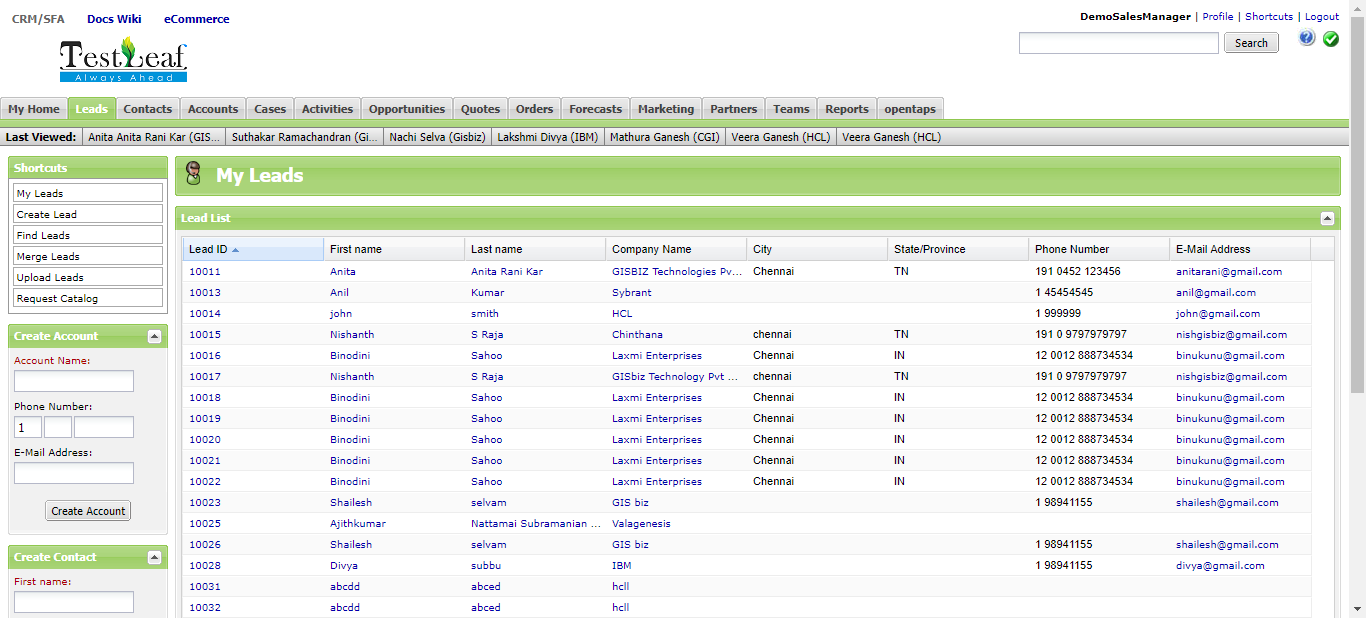 CRM/SFA Docs Wiki eCommerce
DemoSalesManager | Profile | Shortcuts | Logout
TestLeaf
Always Ahead
Search
My Home Leads Contacts Accounts Cases Activities Opportunities Quotes Orders Forecasts Marketing Partners Teams Reports opentaps
Last Viewed: Anita Anita Rani Kar (GIS... Suthakar Ramachandran (Gi... Nachi Selva (Gisbiz) Lakshmi Divya (IBM) Mathura Ganesh (CGI) Veera Ganesh (HCL) Veera Ganesh (HCL)
Shortcuts
My Leads
Create Lead
Find Leads
Merge Leads
Upload Leads
Request Catalog
Create Account
Account Name:
Phone Number:
1
E-Mail Address:
Create Account
Create Contact
First name:
My Leads
Lead List
Lead ID First name Last name Company Name City State/Province Phone Number E-Mail Address
10011 Anita Anita Rani Kar GISBIZ Technologies Pv... Chennai TN 191 0452 123456 anitarani@gmail.com
10013 Anil Kumar Sybrant 1 45454545 anil@gmail.com
10014 john smith HCL 1 999999 john@gmail.com
10015 Nishanth S Raja Chinthana chennai TN 191 0 9797979797 nishgisbiz@gmail.com
10016 Binodini Sahoo Laxmi Enterprises Chennai IN 12 0012 888734534 binukunu@gmail.com
10017 Nishanth S Raja GISbiz Technology Pvt ... chennai TN 191 0 9797979797 nishgisbiz@gmail.com
10018 Binodini Sahoo Laxmi Enterprises Chennai IN 12 0012 888734534 binukunu@gmail.com
10019 Binodini Sahoo Laxmi Enterprises Chennai IN 12 0012 888734534 binukunu@gmail.com
10020 Binodini Sahoo Laxmi Enterprises Chennai IN 12 0012 888734534 binukunu@gmail.com
10021 Binodini Sahoo Laxmi Enterprises Chennai IN 12 0012 888734534 binukunu@gmail.com
10022 Binodini Sahoo Laxmi Enterprises Chennai IN 12 0012 888734534 binukunu@gmail.com
10023 Shailesh selvam GIS biz 1 98941155 shailesh@gmail.com
10025 Ajithkumar Nattamai Subramanian ... Valagenesis
10026 Shailesh selvam GIS biz 1 98941155 shailesh@gmail.com
10028 Divya subbu IBM 1 98941155 divya@gmail.com
10031 abcdd abced hcll
10032 abcdd abced hcll